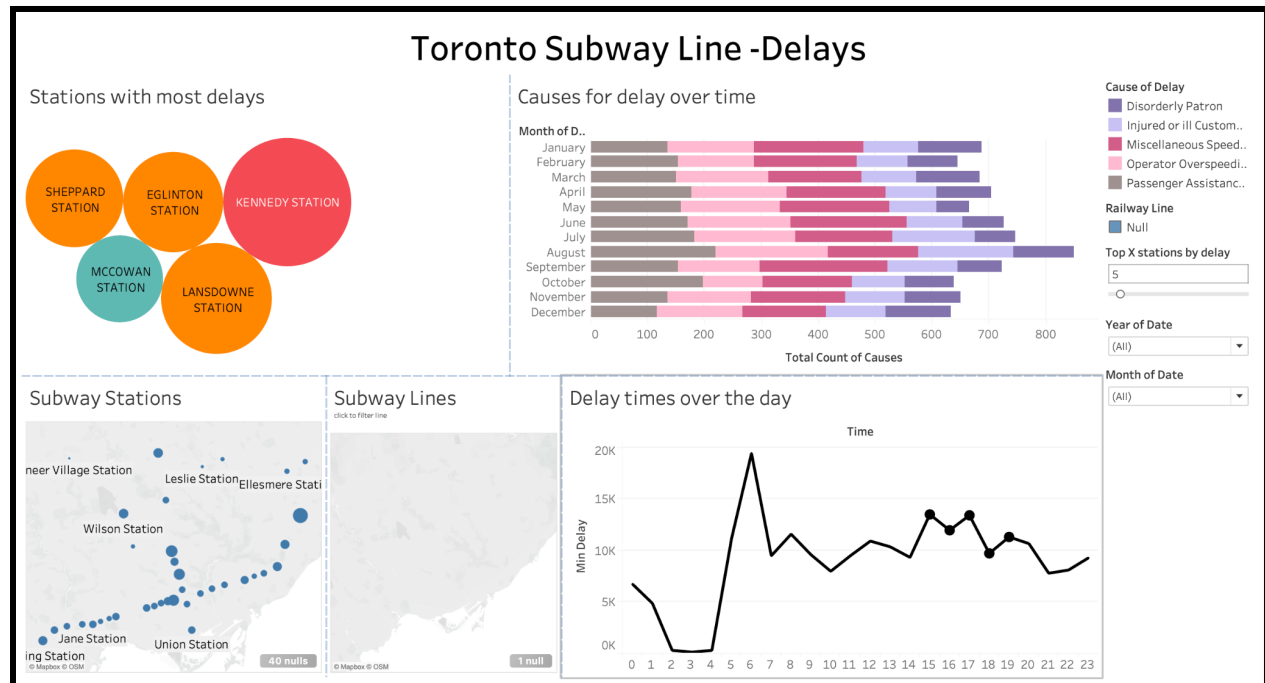 Toronto Subway Line -Delays
Stations with most delays
SHEPPARD
STATION
EGLINTON
STATION
KENNEDY STATION
MCCOWAN
STATION
LANSDOWNE
STATION
Causes for delay over time
Month of D..
January
February
March
April
May
June
July
August
September
October
November
December
0 100 200 300 400 500 600 700 800
Total Count of Causes
Cause of Delay
Disorderly Patron
Injured or ill Custom..
Miscellaneous Speed..
Operator Overspeedi..
Passenger Assistanc..
Railway Line
Null
Top X stations by delay
5
Year of Date
(All)
Month of Date
(All)
Subway Stations
neer Village Station
Leslie Station
Ellesmere Stati
Wilson Station
Jane Station
Union Station
ing Station
© Mapbox © OSM
40 nulls
Subway Lines
click to filter line
© Mapbox © OSM
1 null
Delay times over the day
Time
20K
15K
10K
5K
0K
Min Delay
0 1 2 3 4 5 6 7 8 9 10 11 12 13 14 15 16 17 18 19 20 21 22 23